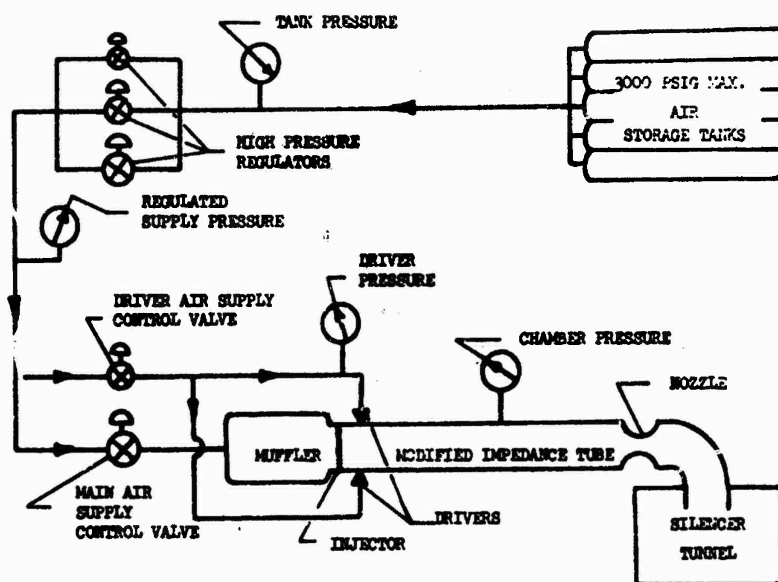 TANK PRESSURE
3000 PSIG MAX.
AIR
STORAGE TANKS
HIGH PRESSURE
REGULATORS
REGULATED
SUPPLY PRESSURE
DRIVER
PRESSURE
DRIVER AIR SUPPLY
CONTROL VALVE
CHAMBER PRESSURE
NOZZLE
MUFFLER
MODIFIED IMPEDANCE TUBE
MAIN AIR
SUPPLY
CONTROL VALVE
DRIVERS
INJECTOR
SILENCER
TUNNEL